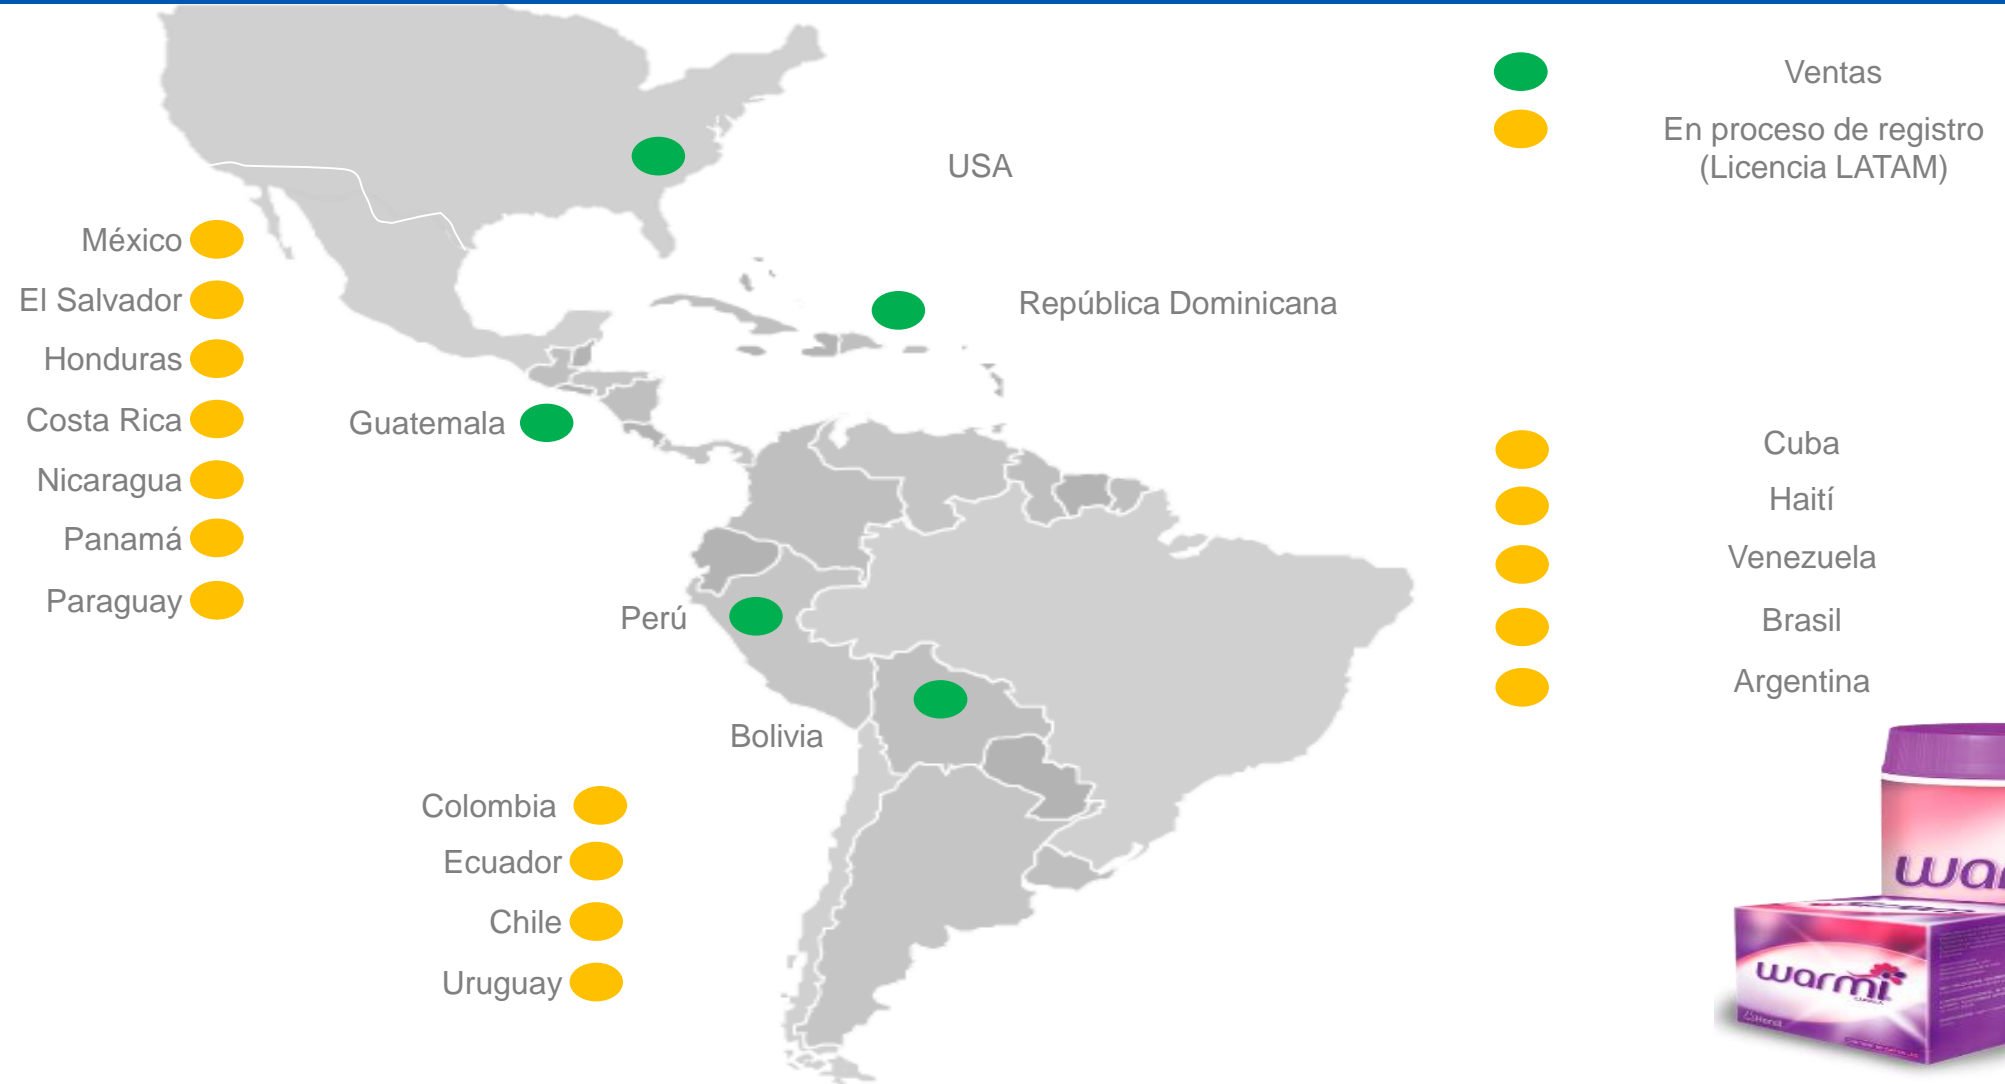 Ventas
En proceso de registro
(Licencia LATAM)
USA
México
El Salvador
República Dominicana
Honduras
Costa Rica
Guatemala
Nicaragua
Panamá
Paraguay
Perú
Bolivia
Cuba
Haití
Venezuela
Brasil
Argentina
Colombia
Ecuador
Chile
Uruguay
warmi